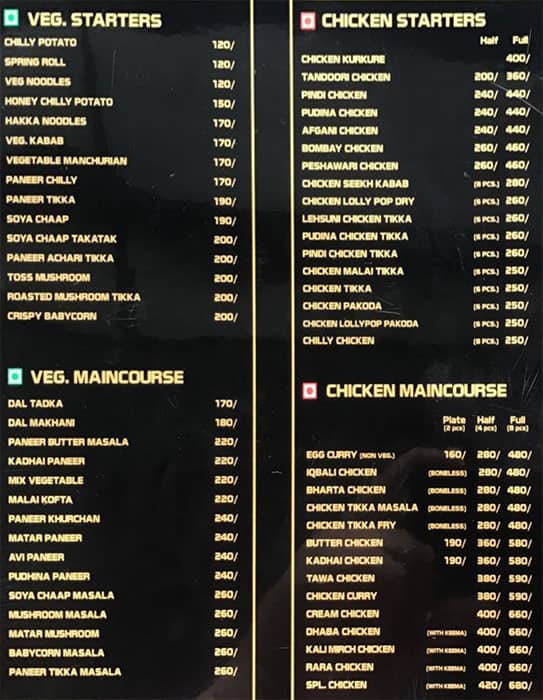 VEG. STARTERS
CHILLY POTATO 120/
SPRING ROLL 120/
VEG NOODLES 120/
HONEY CHILLY POTATO 150/
HAKKA NOODLES 170/
VEG. KABAB 170/
VEGETABLE MANCHURIAN 170/
PANEER CHILLY 170/
PANEER TIKKA 190/
SOYA CHAAP 190/
SOYA CHAAP TAKATAK 200/
PANEER ACHARI TIKKA 200/
TOSS MUSHROOM 200/
ROASTED MUSHROOM TIKKA 200/
CRISPY BABYCORN 200/
VEG. MAINCOURSE
DAL TADKA 170/
DAL MAKHANI 180/
PANEER BUTTER MASALA 220/
KADHAI PANEER 220/
MIX VEGETABLE 220/
MALAI KOFTA 220/
PANEER KHURCHAN 240/
MATAR PANEER 240/
AVI PANEER 240/
PUDHINA PANEER 240/
SOYA CHAAP MASALA 260/
MUSHROOM MASALA 260/
MATAR MUSHROOM 260/
BABYCORN MASALA 260/
PANEER TIKKA MASALA 260/
CHICKEN STARTERS
Half Full
CHICKEN KURKURE 400/
TANDOORI CHICKEN 200/ 360/
PINDI CHICKEN 240/ 440/
PUDINA CHICKEN 240/ 440/
AFGANI CHICKEN 240/ 440/
BOMBAY CHICKEN 260/ 460/
PESHAWARI CHICKEN 260/ 460/
CHICKEN SEEKH KABAB (8 PCS.) 280/
CHICKEN LOLLY POP DRY (6 PCS.) 260/
LEHSUNI CHICKEN TIKKA (6 PCS.) 260/
PUDINA CHICKEN TIKKA (6 PCS.) 260/
PINDI CHICKEN TIKKA (6 PCS.) 260/
CHICKEN MALAI TIKKA (6 PCS.) 250/
CHICKEN TIKKA (6 PCS.) 250/
CHICKEN PAKODA (6 PCS.) 250/
CHICKEN LOLLYPOP PAKODA (6 PCS.) 250/
CHILLY CHICKEN (8 PCS.) 250/
CHICKEN MAINCOURSE
Plate Half Full
(2 pcs) (4 pcs) (8 pcs)
EGG CURRY (NON VEG.) 160/ 280/ 480/
IQBALI CHICKEN (BONELESS) 280/ 480/
BHARTA CHICKEN (BONELESS) 280/ 480/
CHICKEN TIKKA MASALA (BONELESS) 280/ 480/
CHICKEN TIKKA FRY (BONELESS) 280/ 480/
BUTTER CHICKEN 190/ 360/ 580/
KADHAI CHICKEN 190/ 360/ 580/
TAWA CHICKEN 380/ 590/
CHICKEN CURRY 380/ 590/
CREAM CHICKEN 400/ 660/
DHABA CHICKEN (WITH KEEMA) 400/ 660/
KALI MIRCH CHICKEN (WITH KEEMA) 400/ 660/
RARA CHICKEN (WITH KEEMA) 400/ 660/
SPL. CHICKEN (WITH KEEMA) 420/ 680/